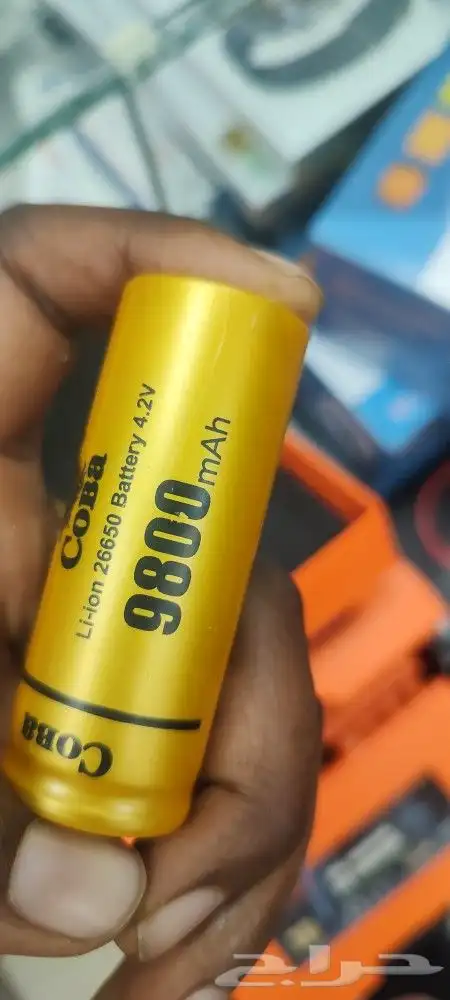 CoBa
Li-ion 26650 Battery 4.2V
9800mAh
CoBa
حراج